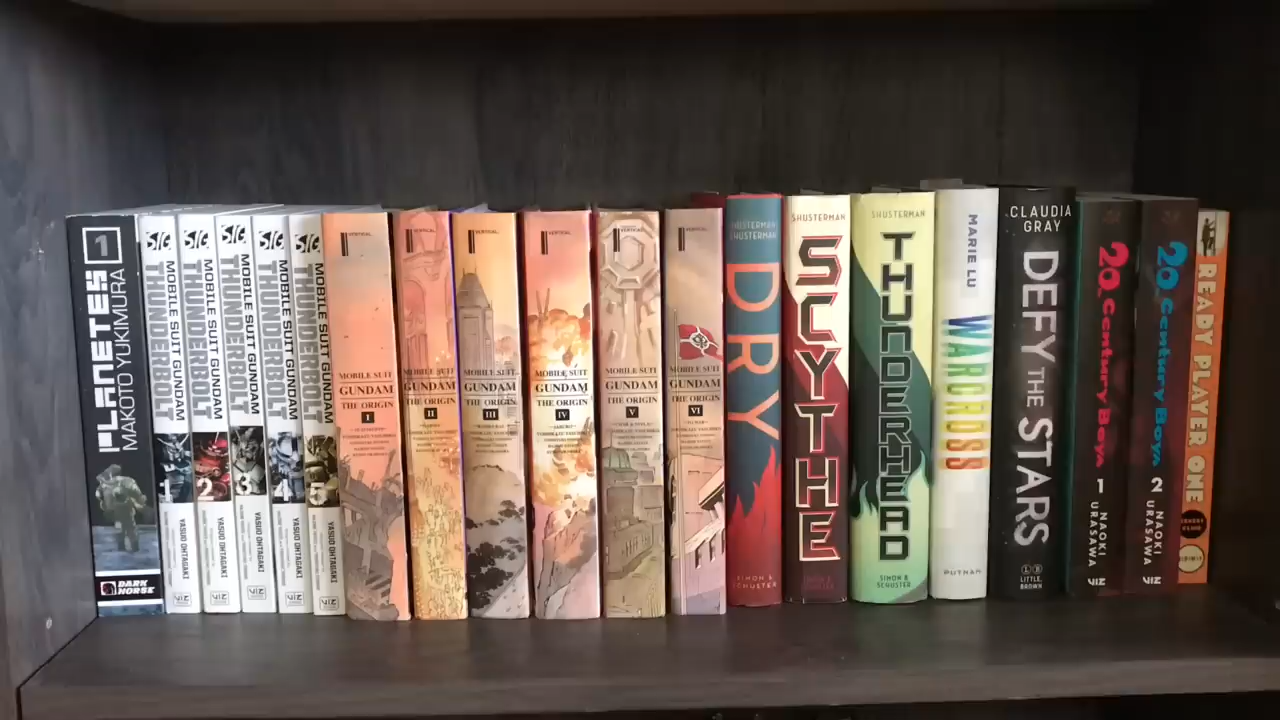 1
PLANETES
MAKOTO YUKIMURA
DARK
HORSE
SIG
MOBILE SUIT GUNDAM
THUNDERBOLT
1
YASUO OHTAGAKI
VIZ
SIG
MOBILE SUIT GUNDAM
THUNDERBOLT
2
YASUO OHTAGAKI
VIZ
SIG
MOBILE SUIT GUNDAM
THUNDERBOLT
3
YASUO OHTAGAKI
VIZ
SIG
MOBILE SUIT GUNDAM
THUNDERBOLT
4
YASUO OHTAGAKI
VIZ
SIG
MOBILE SUIT GUNDAM
THUNDERBOLT
5
YASUO OHTAGAKI
VIZ
VERTICAL
MOBILE SUIT
GUNDAM
THE ORIGIN
I
VERTICAL
MOBILE SUIT
GUNDAM
THE ORIGIN
II
VERTICAL
MOBILE SUIT
GUNDAM
THE ORIGIN
III
VERTICAL
MOBILE SUIT
GUNDAM
THE ORIGIN
IV
VERTICAL
MOBILE SUIT
GUNDAM
THE ORIGIN
V
VERTICAL
MOBILE SUIT
GUNDAM
THE ORIGIN
VI
SHUSTERMAN
SHUSTERMAN
DRY
SIMON &
SCHUSTER
SHUSTERMAN
SCYTHE
SIMON &
SCHUSTER
SHUSTERMAN
THUNDERHEAD
SIMON &
SCHUSTER
MARIE LU
WARCROSS
PUTNAM
CLAUDIA
GRAY
DEFY THE STARS
LB
LITTLE,
BROWN
20th Century Boys
1
NAOKI
URASAWA
VIZ
20th Century Boys
2
NAOKI
URASAWA
VIZ
READY PLAYER ONE
ERNEST
CLINE